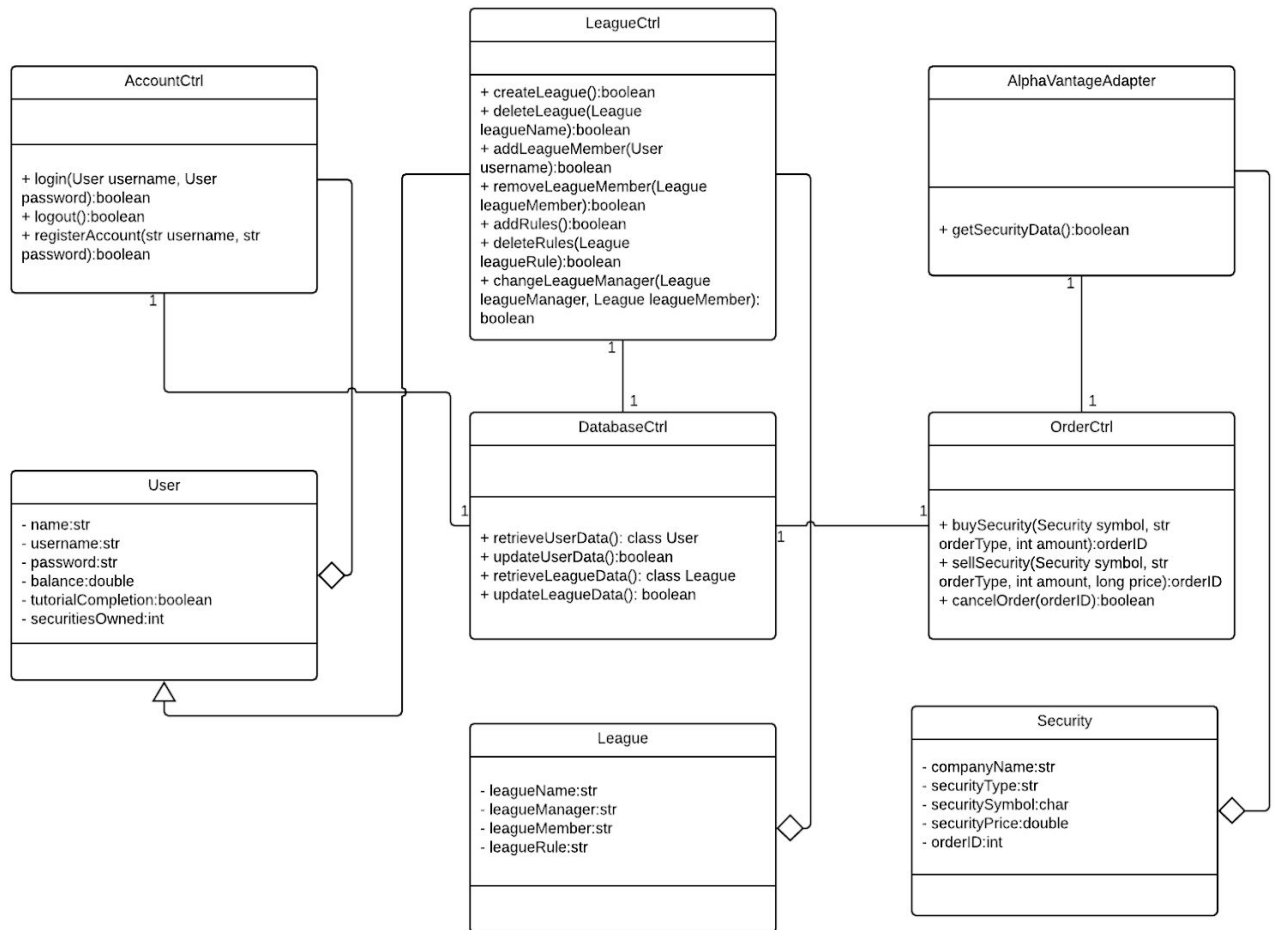 LeagueCtrl
+ createLeague():boolean
+ deleteLeague(League
leagueName):boolean
+ addLeagueMember(User
username):boolean
+ removeLeagueMember(League
leagueMember):boolean
+ addRules():boolean
+ deleteRules(League
leagueRule):boolean
+ changeLeagueManager(League
leagueManager, League leagueMember):
boolean
1
1
AccountCtrl
+ login(User username, User
password):boolean
+ logout():boolean
+ registerAccount(str username, str
password):boolean
1
1
AlphaVantageAdapter
+ getSecurityData():boolean
1
1
User
- name:str
- username:str
- password:str
- balance:double
- tutorialCompletion:boolean
- securitiesOwned:int
DatabaseCtrl
+ retrieveUserData(): class User
+ updateUserData():boolean
+ retrieveLeagueData(): class League
+ updateLeagueData(): boolean
1
1
OrderCtrl
+ buySecurity(Security symbol, str
orderType, int amount):orderID
+ sellSecurity(Security symbol, str
orderType, int amount, long price):orderID
+ cancelOrder(orderID):boolean
League
- leagueName:str
- leagueManager:str
- leagueMember:str
- leagueRule:str
Security
- companyName:str
- securityType:str
- securitySymbol:char
- securityPrice:double
- orderID:int